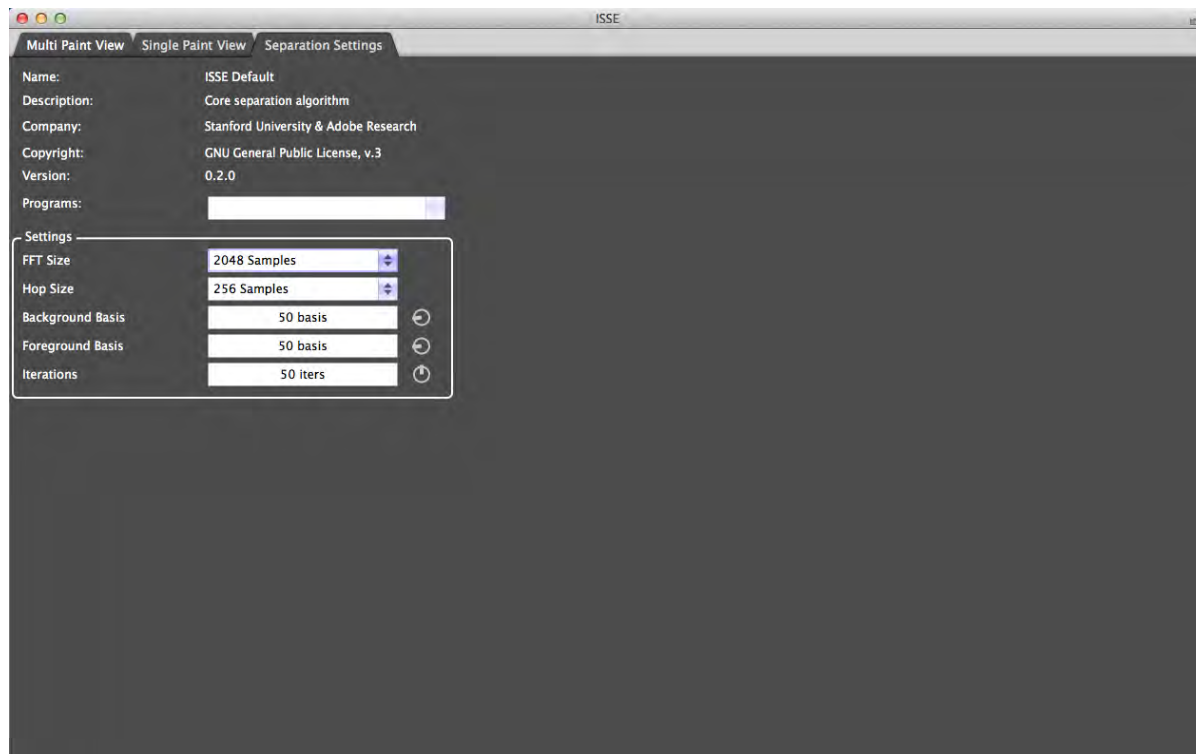 ISSE
Multi Paint View Single Paint View Separation Settings
Name: ISSE Default
Description: Core separation algorithm
Company: Stanford University & Adobe Research
Copyright: GNU General Public License, v.3
Version: 0.2.0
Programs:
Settings
FFT Size 2048 Samples
Hop Size 256 Samples
Background Basis 50 basis
Foreground Basis 50 basis
Iterations 50 iters